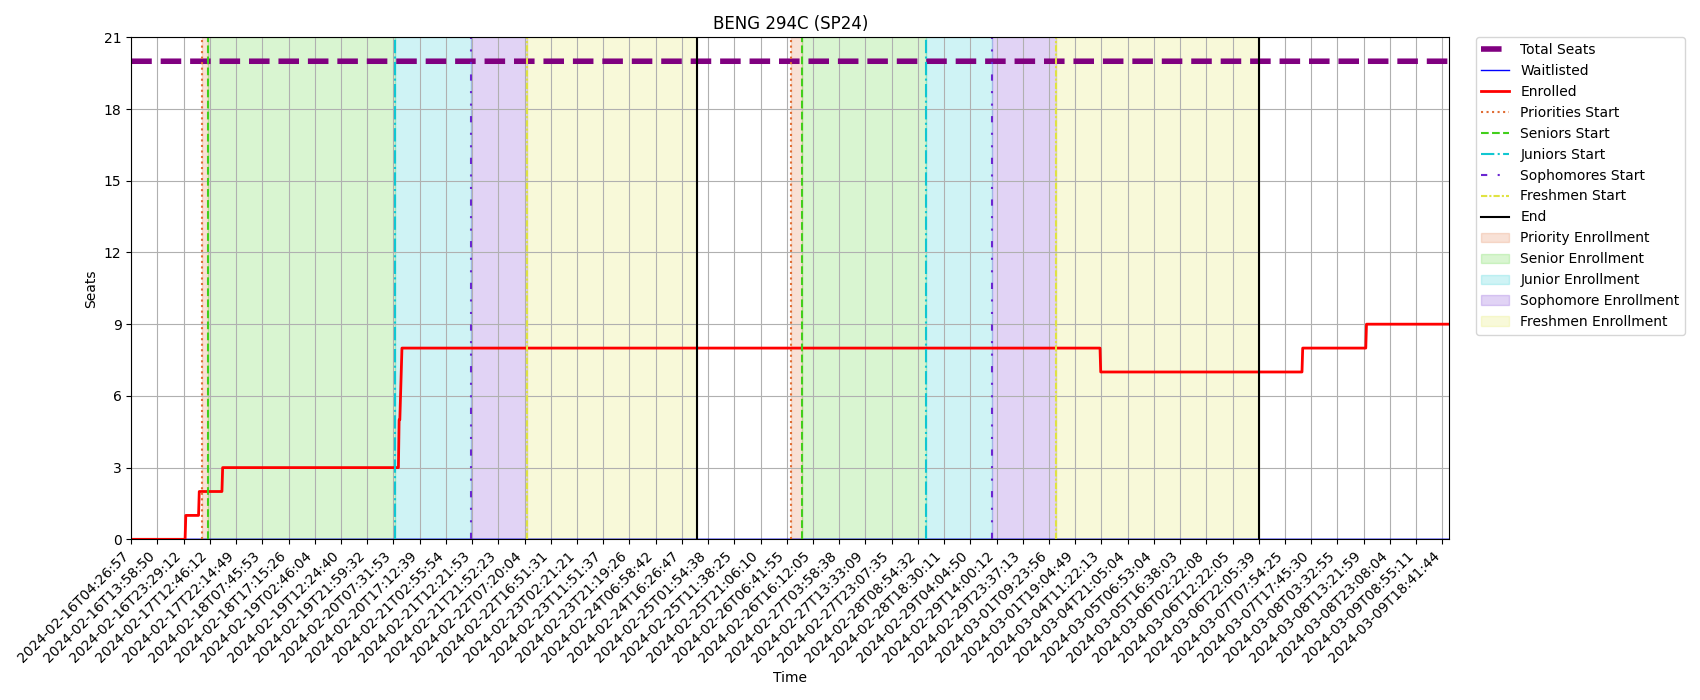 BENG 294C (SP24)
21
18
15
12
9
6
3
0
Seats
2024-02-16T04:26:57
2024-02-16T13:58:50
2024-02-16T23:29:12
2024-02-17T12:46:12
2024-02-17T22:14:49
2024-02-18T07:45:53
2024-02-18T17:15:26
2024-02-19T02:46:04
2024-02-19T12:24:40
2024-02-19T21:59:32
2024-02-20T07:31:53
2024-02-20T17:12:39
2024-02-21T02:55:54
2024-02-21T12:21:53
2024-02-21T21:52:23
2024-02-22T07:20:04
2024-02-22T16:51:31
2024-02-23T02:21:21
2024-02-23T11:51:37
2024-02-23T21:19:26
2024-02-24T06:58:42
2024-02-24T16:26:47
2024-02-25T01:54:38
2024-02-25T11:38:25
2024-02-25T21:06:10
2024-02-26T06:41:55
2024-02-26T16:12:05
2024-02-27T03:58:38
2024-02-27T13:33:09
2024-02-27T23:07:35
2024-02-28T08:54:32
2024-02-28T18:30:11
2024-02-29T04:04:50
2024-02-29T14:00:12
2024-02-29T23:37:13
2024-03-01T09:23:56
2024-03-01T19:04:49
2024-03-04T11:22:13
2024-03-04T21:05:04
2024-03-05T06:53:04
2024-03-05T16:38:03
2024-03-06T02:22:08
2024-03-06T12:22:05
2024-03-06T22:05:39
2024-03-07T07:54:25
2024-03-07T17:45:30
2024-03-08T03:32:55
2024-03-08T13:21:59
2024-03-08T23:08:04
2024-03-09T08:55:11
2024-03-09T18:41:44
Time
Total Seats
Waitlisted
Enrolled
Priorities Start
Seniors Start
Juniors Start
Sophomores Start
Freshmen Start
End
Priority Enrollment
Senior Enrollment
Junior Enrollment
Sophomore Enrollment
Freshmen Enrollment